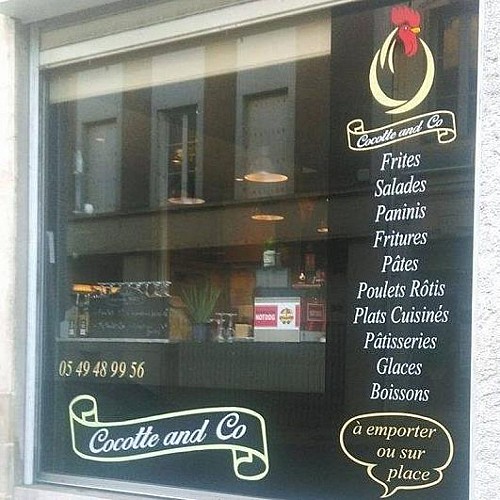 Cocotte and Co
Frites
Salades
Paninis
Fritures
Pâtes
Poulets Rôtis
Plats Cuisinés
Pâtisseries
Glaces
Boissons
à emporter
ou sur
place
HOTDOG
05 49 48 99 56
Cocotte and Co